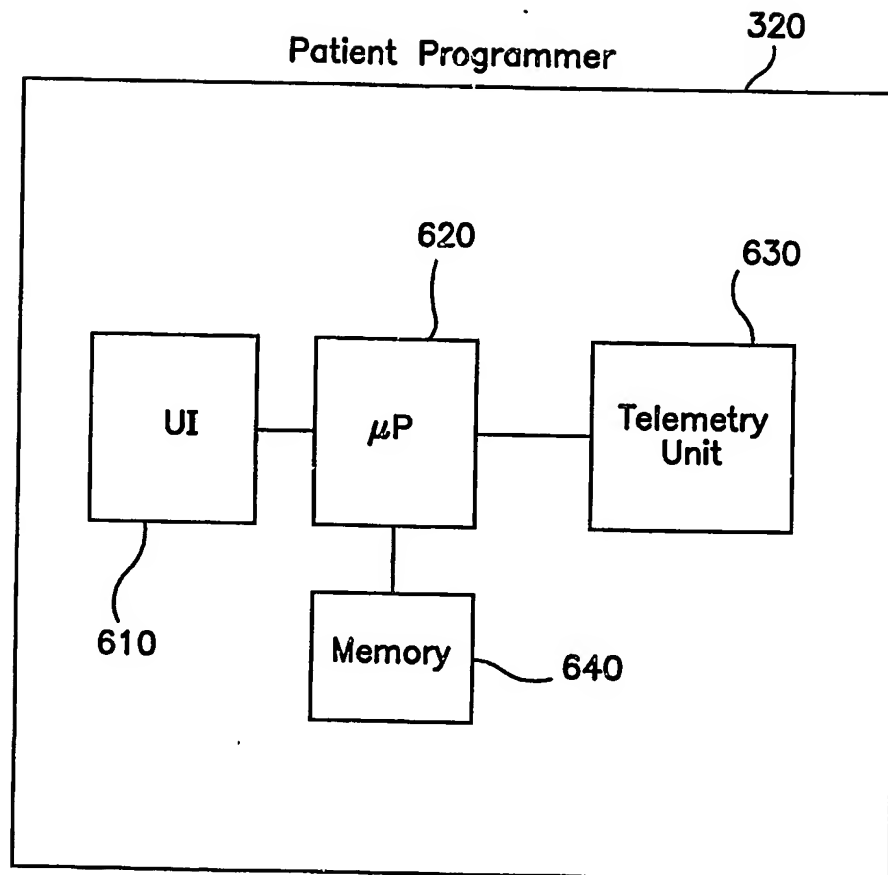 320
Patient Programmer
620
630
UI
μP
Telemetry
Unit
610
Memory
640